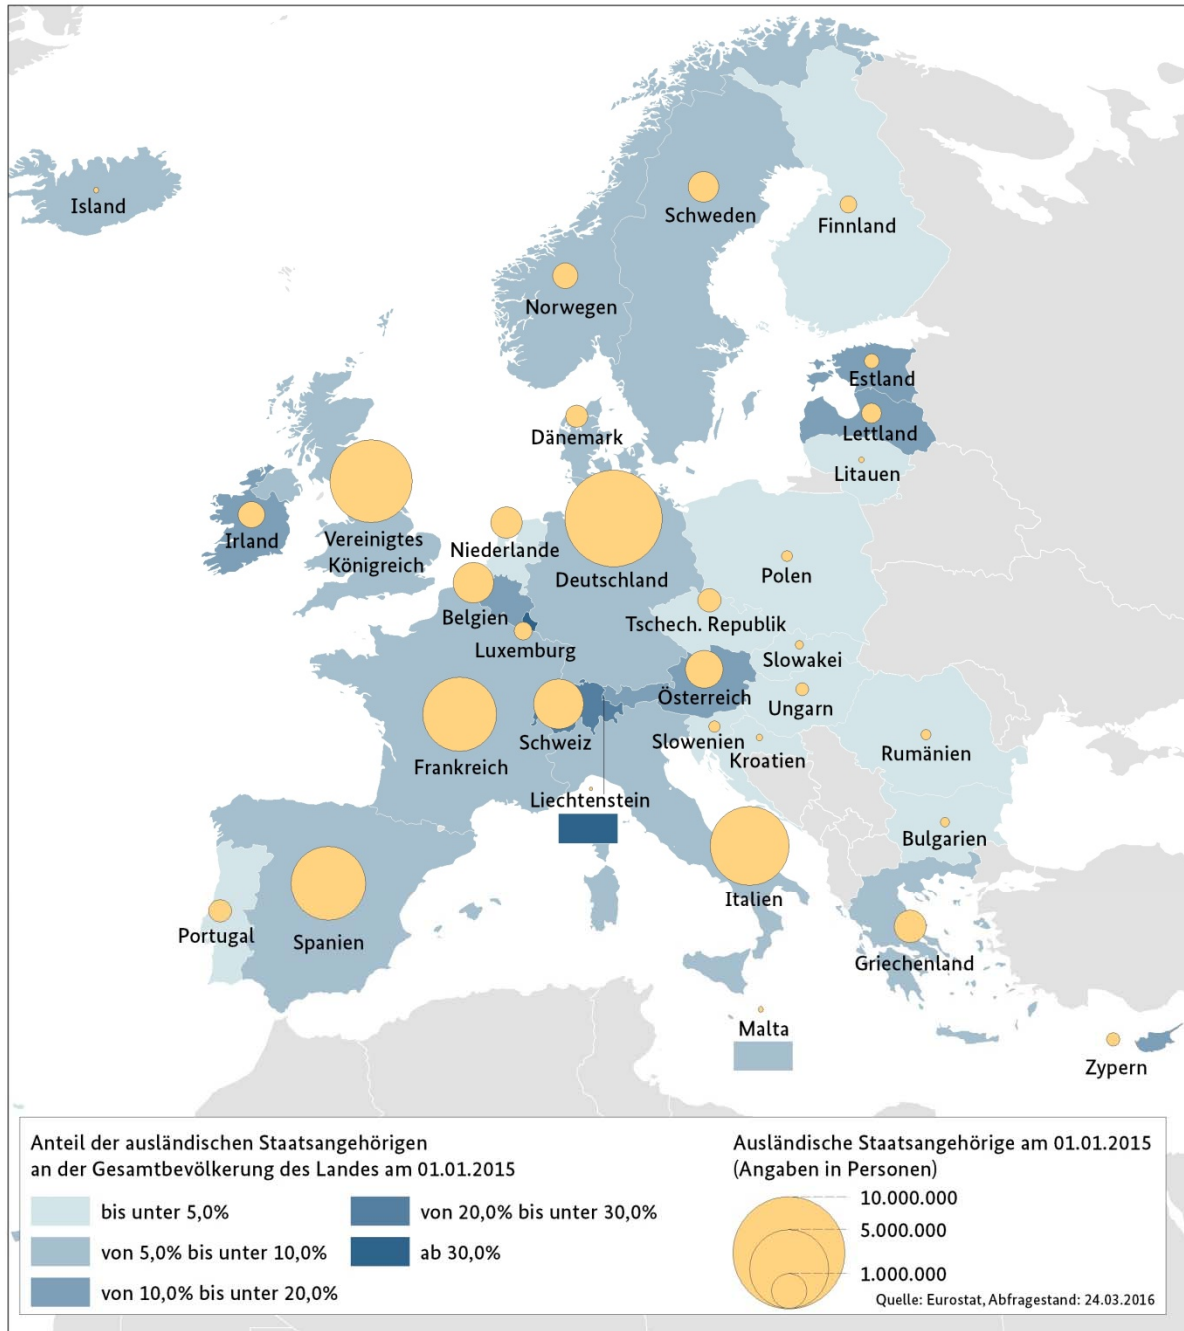 Island
Schweden
Finnland
Norwegen
Estland
Lettland
Dänemark
Litauen
Irland
Vereinigtes
Königreich
Niederlande
Deutschland
Polen
Belgien
Tschech. Republik
Luxemburg
Slowakei
Österreich
Ungarn
Schweiz
Slowenien
Kroatien
Rumänien
Frankreich
Liechtenstein
Bulgarien
Italien
Portugal
Spanien
Griechenland
Malta
Zypern
Anteil der ausländischen Staatsangehörigen
an der Gesamtbevölkerung des Landes am 01.01.2015
bis unter 5,0%
von 5,0% bis unter 10,0%
von 10,0% bis unter 20,0%
von 20,0% bis unter 30,0%
ab 30,0%
Ausländische Staatsangehörige am 01.01.2015
(Angaben in Personen)
10.000.000
5.000.000
1.000.000
Quelle: Eurostat, Abfragestand: 24.03.2016